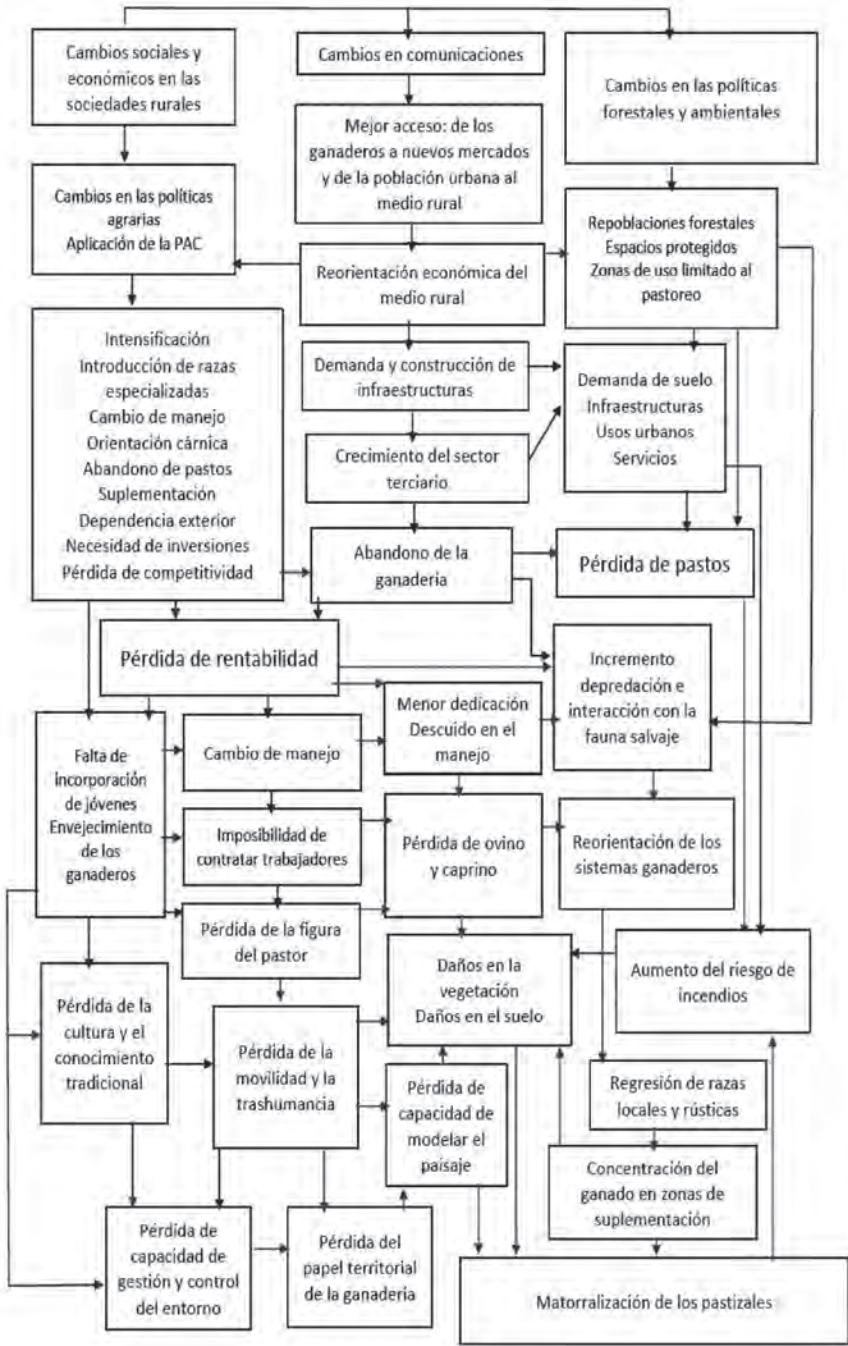 Cambios sociales y
económicos en las
sociedades rurales
Cambios en comunicaciones
Cambios en las políticas
forestales y ambientales
Mejor acceso: de los
ganaderos a nuevos mercados
y de la población urbana al
medio rural
Cambios en las políticas
agrarias
Aplicación de la PAC
Repoblaciones forestales
Espacios protegidos
Zonas de uso limitado al
pastoreo
Reorientación económica del
medio rural
Intensificación
Introducción de razas
especializadas
Cambio de manejo
Orientación cárnica
Abandono de pastos
Suplementación
Dependencia exterior
Necesidad de inversiones
Pérdida de competitividad
Demanda y construcción de
infraestructuras
Demanda de suelo
Infraestructuras
Usos urbanos
Servicios
Crecimiento del sector
terciario
Abandono de la
ganaderia
Pérdida de pastos
Pérdida de rentabilidad
Incremento
depredación e
interacción con la
fauna salvaje
Menor dedicación
Descuido en el
manejo
Falta de
incorporación
de jóvenes
Envejecimiento
de los
ganaderos
Cambio de manejo
Imposibilidad de
contratar trabajadores
Pérdida de ovino
y caprino
Reorientación de los
sistemas ganaderos
Pérdida de la figura
del pastor
Daños en la
vegetación
Daños en el suelo
Aumento del riesgo de
incendios
Pérdida de la
cultura y el
conocimiento
tradicional
Pérdida de la
movilidad y la
trashumancia
Pérdida de
capacidad de
modelar el
paisaje
Regresión de razas
locales y rústicas
Concentración del
ganado en zonas de
suplementación
Pérdida de
capacidad de
gestión y control
del entorno
Pérdida del
papel territorial
de la ganaderia
Matorralización de los pastizales